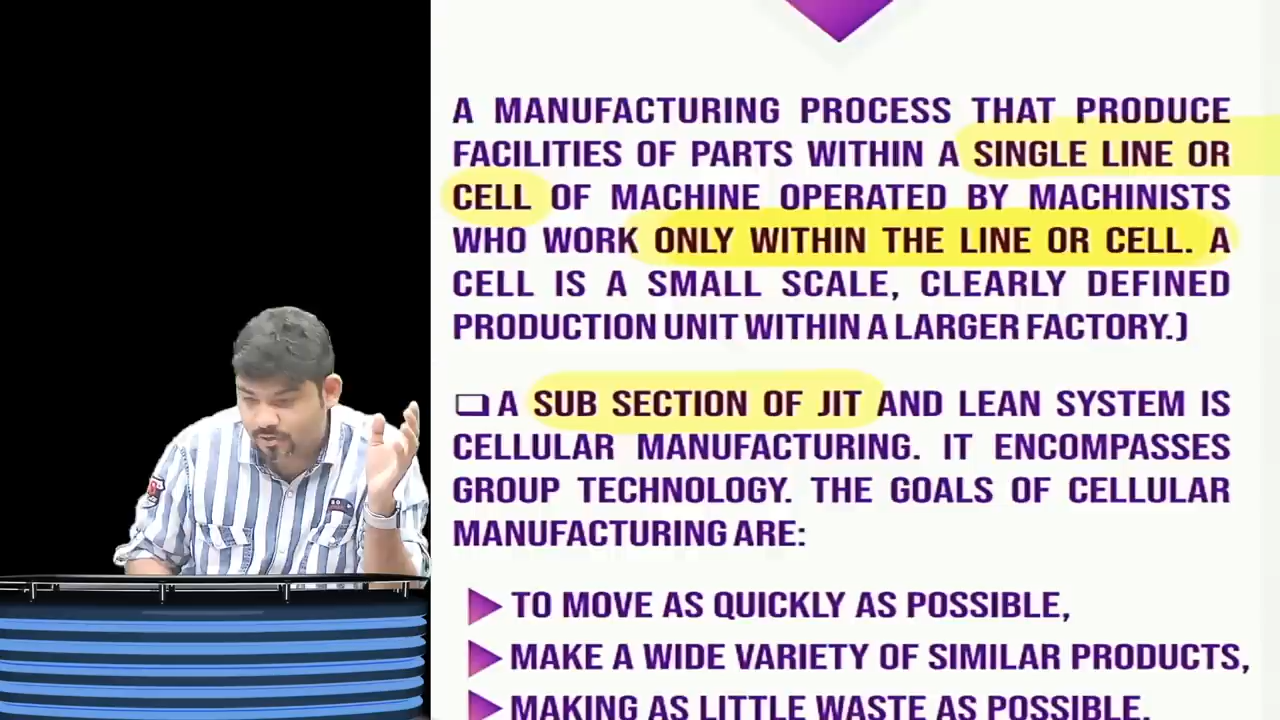 A MANUFACTURING PROCESS THAT PRODUCE
FACILITIES OF PARTS WITHIN A SINGLE LINE OR
CELL OF MACHINE OPERATED BY MACHINISTS
WHO WORK ONLY WITHIN THE LINE OR CELL. A
CELL IS A SMALL SCALE, CLEARLY DEFINED
PRODUCTION UNIT WITHIN A LARGER FACTORY.)
A SUB SECTION OF JIT AND LEAN SYSTEM IS
CELLULAR MANUFACTURING. IT ENCOMPASSES
GROUP TECHNOLOGY. THE GOALS OF CELLULAR
MANUFACTURING ARE:
TO MOVE AS QUICKLY AS POSSIBLE,
MAKE A WIDE VARIETY OF SIMILAR PRODUCTS,
MAKING AS LITTLE WASTE AS POSSIBLE.